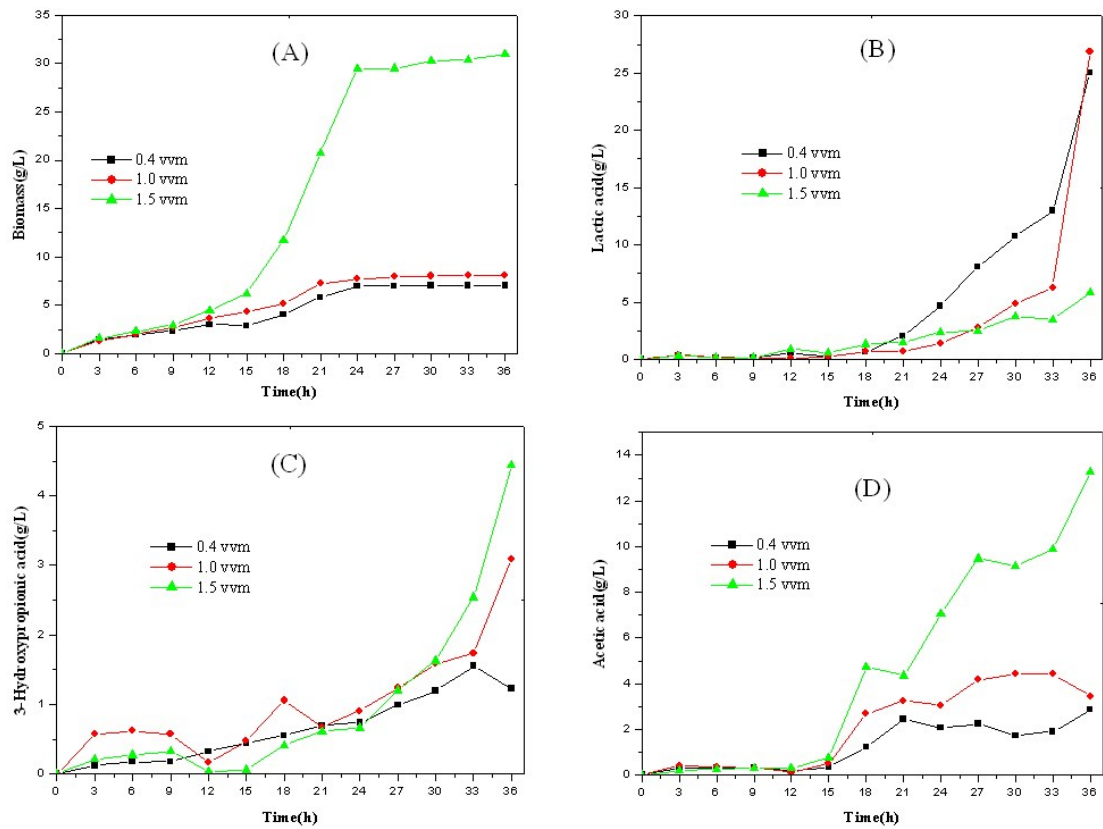 (A)
Biomass(g/L)
35
30
25
20
15
10
5
0
0.4 vvm
1.0 vvm
1.5 vvm
0 3 6 9 12 15 18 21 24 27 30 33 36
Time(h)
(B)
Lactic acid(g/L)
30
25
20
15
10
5
0
0.4 vvm
1.0 vvm
1.5 vvm
0 3 6 9 12 15 18 21 24 27 30 33 36
Time(h)
(C)
3-Hydroxypropionic acid(g/L)
5
4
3
2
1
0
0.4 vvm
1.0 vvm
1.5 vvm
0 3 6 9 12 15 18 21 24 27 30 33 36
Time(h)
(D)
Acetic acid(g/L)
14
12
10
8
6
4
2
0
0.4 vvm
1.0 vvm
1.5 vvm
0 3 6 9 12 15 18 21 24 27 30 33 36
Time(h)